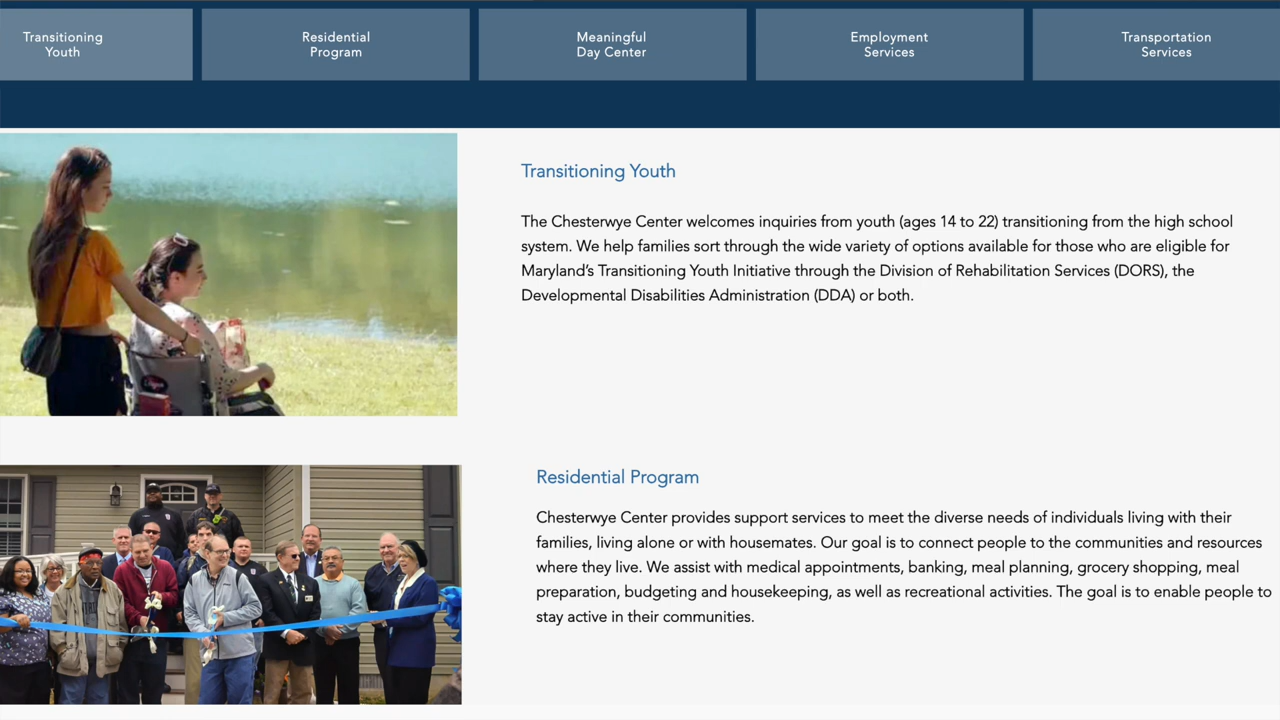 Transitioning
Youth
Residential
Program
Meaningful
Day Center
Employment
Services
Transportation
Services
Transitioning Youth
The Chesterwye Center welcomes inquiries from youth (ages 14 to 22) transitioning from the high school
system. We help families sort through the wide variety of options available for those who are eligible for
Maryland’s Transitioning Youth Initiative through the Division of Rehabilitation Services (DORS), the
Developmental Disabilities Administration (DDA) or both.
Residential Program
Chesterwye Center provides support services to meet the diverse needs of individuals living with their
families, living alone or with housemates. Our goal is to connect people to the communities and resources
where they live. We assist with medical appointments, banking, meal planning, grocery shopping, meal
preparation, budgeting and housekeeping, as well as recreational activities. The goal is to enable people to
stay active in their communities.